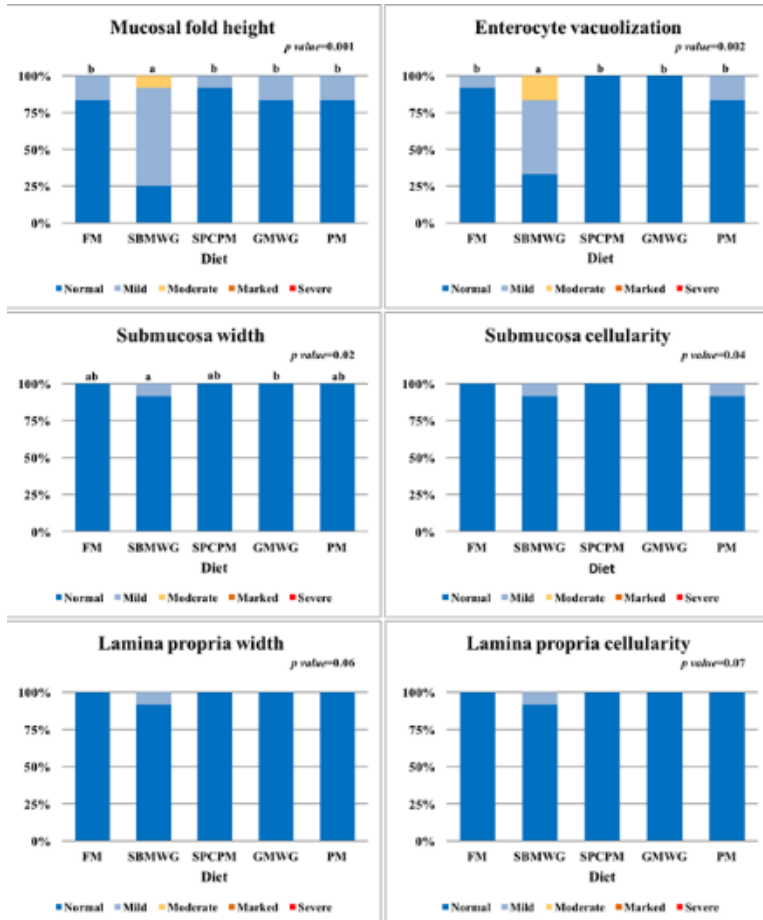 Mucosal fold height
p value=0.001
b a b b b
100%
75%
50%
25%
0%
FM SBMWG SPCPM GMWG PM
Diet
Normal Mild Moderate Marked Severe
Enterocyte vacuolization
p value=0.002
b a b b b
100%
75%
50%
25%
0%
FM SBMWG SPCPM GMWG PM
Diet
Normal Mild Moderate Marked Severe
Submucosa width
p value=0.02
ab a ab b ab
100%
75%
50%
25%
0%
FM SBMWG SPCPM GMWG PM
Diet
Normal Mild Moderate Marked Severe
Submucosa cellularity
p value=0.04
100%
75%
50%
25%
0%
FM SBMWG SPCPM GMWG PM
Diet
Normal Mild Moderate Marked Severe
Lamina propria width
p value=0.06
100%
75%
50%
25%
0%
FM SBMWG SPCPM GMWG PM
Diet
Normal Mild Moderate Marked Severe
Lamina propria cellularity
p value=0.07
100%
75%
50%
25%
0%
FM SBMWG SPCPM GMWG PM
Diet
Normal Mild Moderate Marked Severe